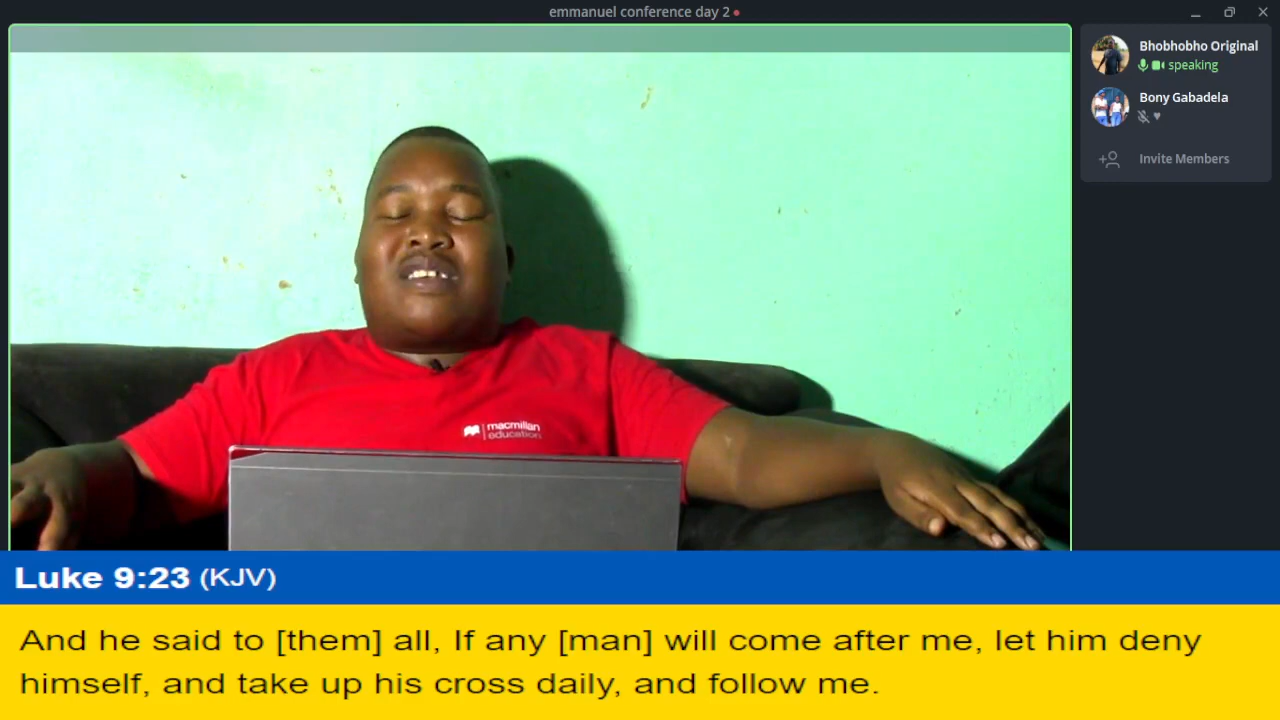 emmanuel conference day 2
Bhobhobho Original
speaking
Bony Gabadela
Invite Members
macmillan
education
Luke 9:23 (KJV)
And he said to [them] all, If any [man] will come after me, let him deny
himself, and take up his cross daily, and follow me.